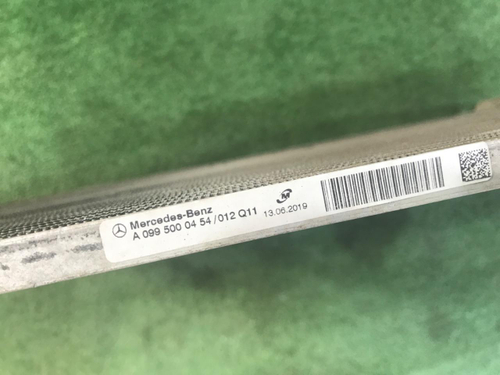 Mercedes-Benz
A 099 500 04 54 / 012 Q11
M
13.06.2019